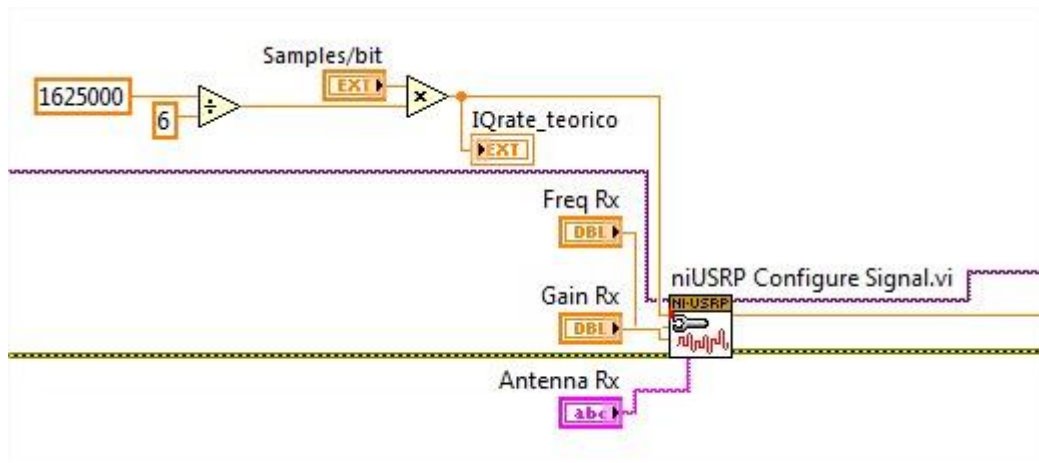 Samples/bit
1625000
EXT
6
÷
×
IQrate_teorico
EXT
Freq Rx
DBL
niUSRP Configure Signal.vi
Gain Rx
NI-USRP
DBL
Antenna Rx
abc